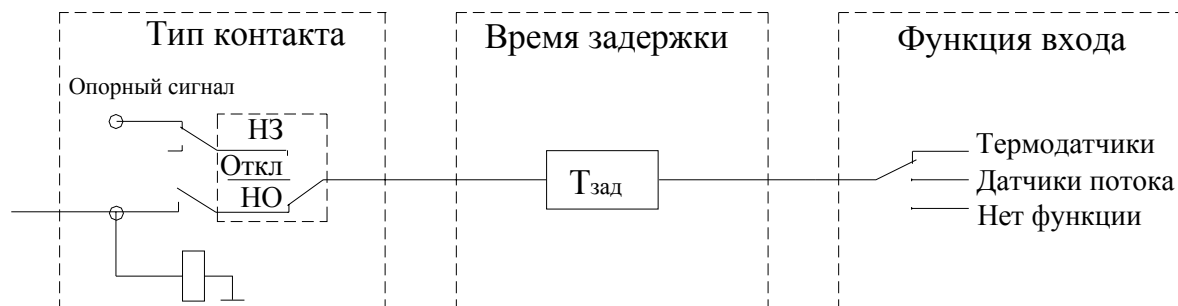 Тип контакта
Время задержки
Функция входа
Опорный сигнал
НЗ
Откл
НО
Tзад
Термодатчики
Датчики потока
Нет функции